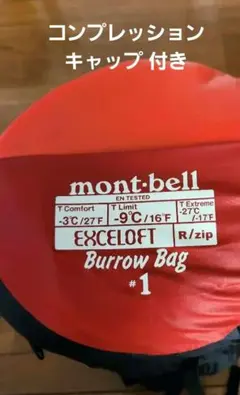 コンプレッション
キャップ 付き
mont-bell
EN TESTED
T Comfort T Limit T Extreme
-3℃/27°F -9℃/16°F -27℃/-17°F
EXCELOFT R/zip
Burrow Bag
#1